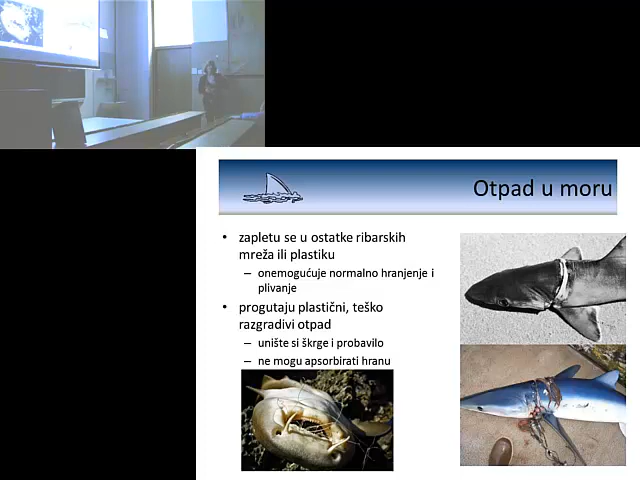 Otpad u moru
• zapletu se u ostatke ribarskih
mreža ili plastiku
– onemogućuje normalno hranjenje i
plivanje
• progutaju plastični, teško
razgradivi otpad
– unište si škrge i probavilo
– ne mogu apsorbirati hranu